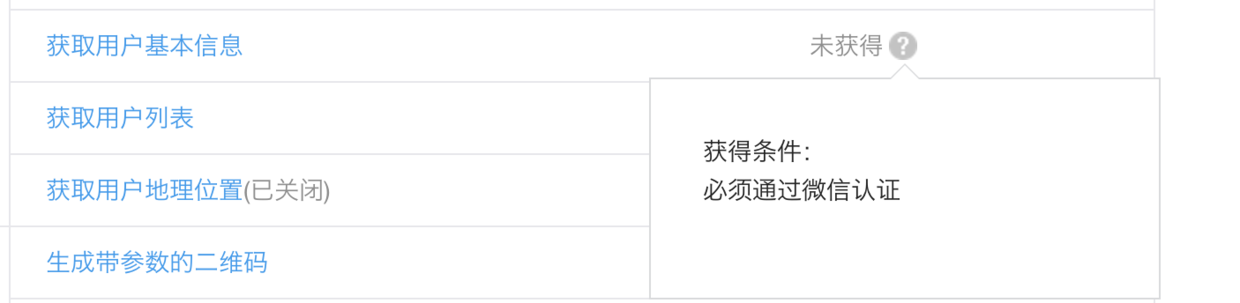 获取用户基本信息
未获得 ?
获取用户列表
获得条件：
必须通过微信认证
获取用户地理位置(已关闭)
生成带参数的二维码